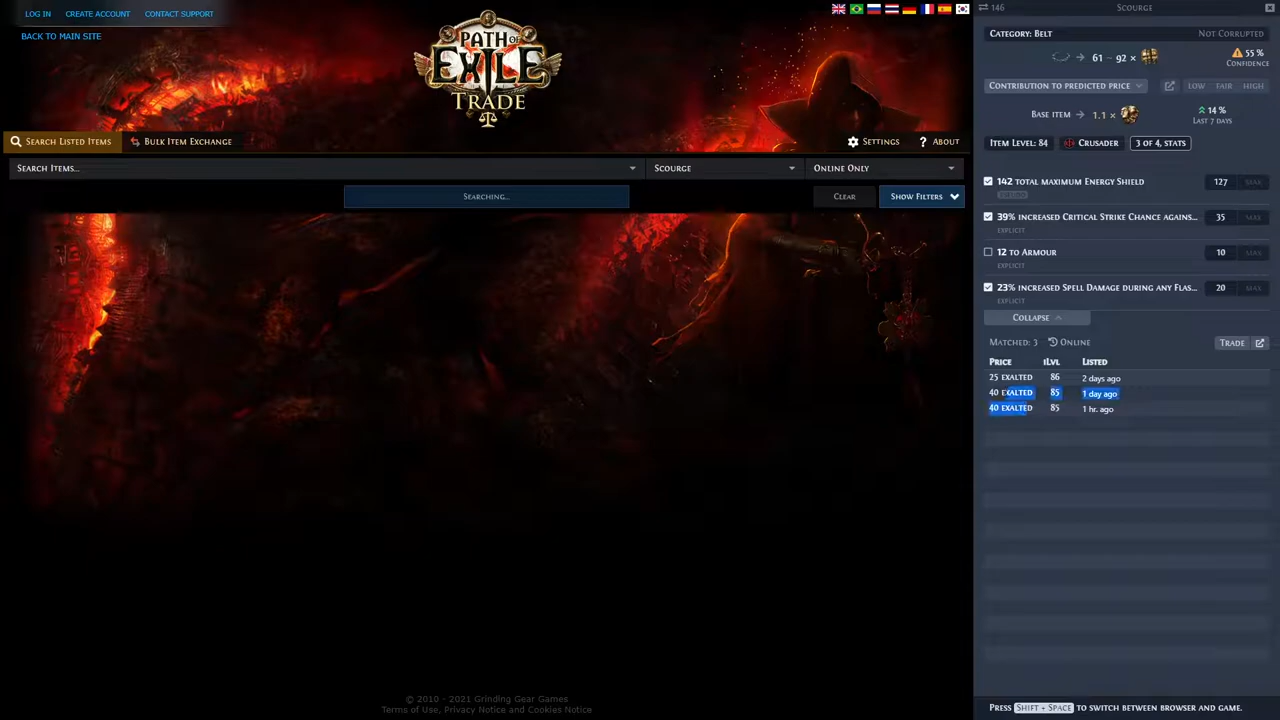 LOG IN
CREATE ACCOUNT
CONTACT SUPPORT
BACK TO MAIN SITE
PATH OF
EXILE
TRADE
Search Listed Items
Bulk Item Exchange
Settings
About
Search Items...
Scourge
Online Only
Searching...
Clear
Show Filters
© 2010 - 2021 Grinding Gear Games
Terms of Use, Privacy Notice and Cookies Notice
146
Scourge
Category: Belt
Not Corrupted
61 – 92 ×
55 %
Confidence
Contribution to predicted price
Low
Fair
High
Base item
1.1 ×
14 %
Last 7 days
Item Level: 84
Crusader
3 of 4, stats
142 total maximum Energy Shield
127
MAX
39% increased Critical Strike Chance agains...
35
MAX
explicit
12 to Armour
10
MAX
explicit
23% increased Spell Damage during any Flas...
20
MAX
explicit
Collapse
Matched: 3
Online
Trade
Price
iLvl
Listed
25 exalted
86
2 days ago
40 exalted
85
1 day ago
40 exalted
85
1 hr. ago
Press Shift + Space to switch between browser and game.